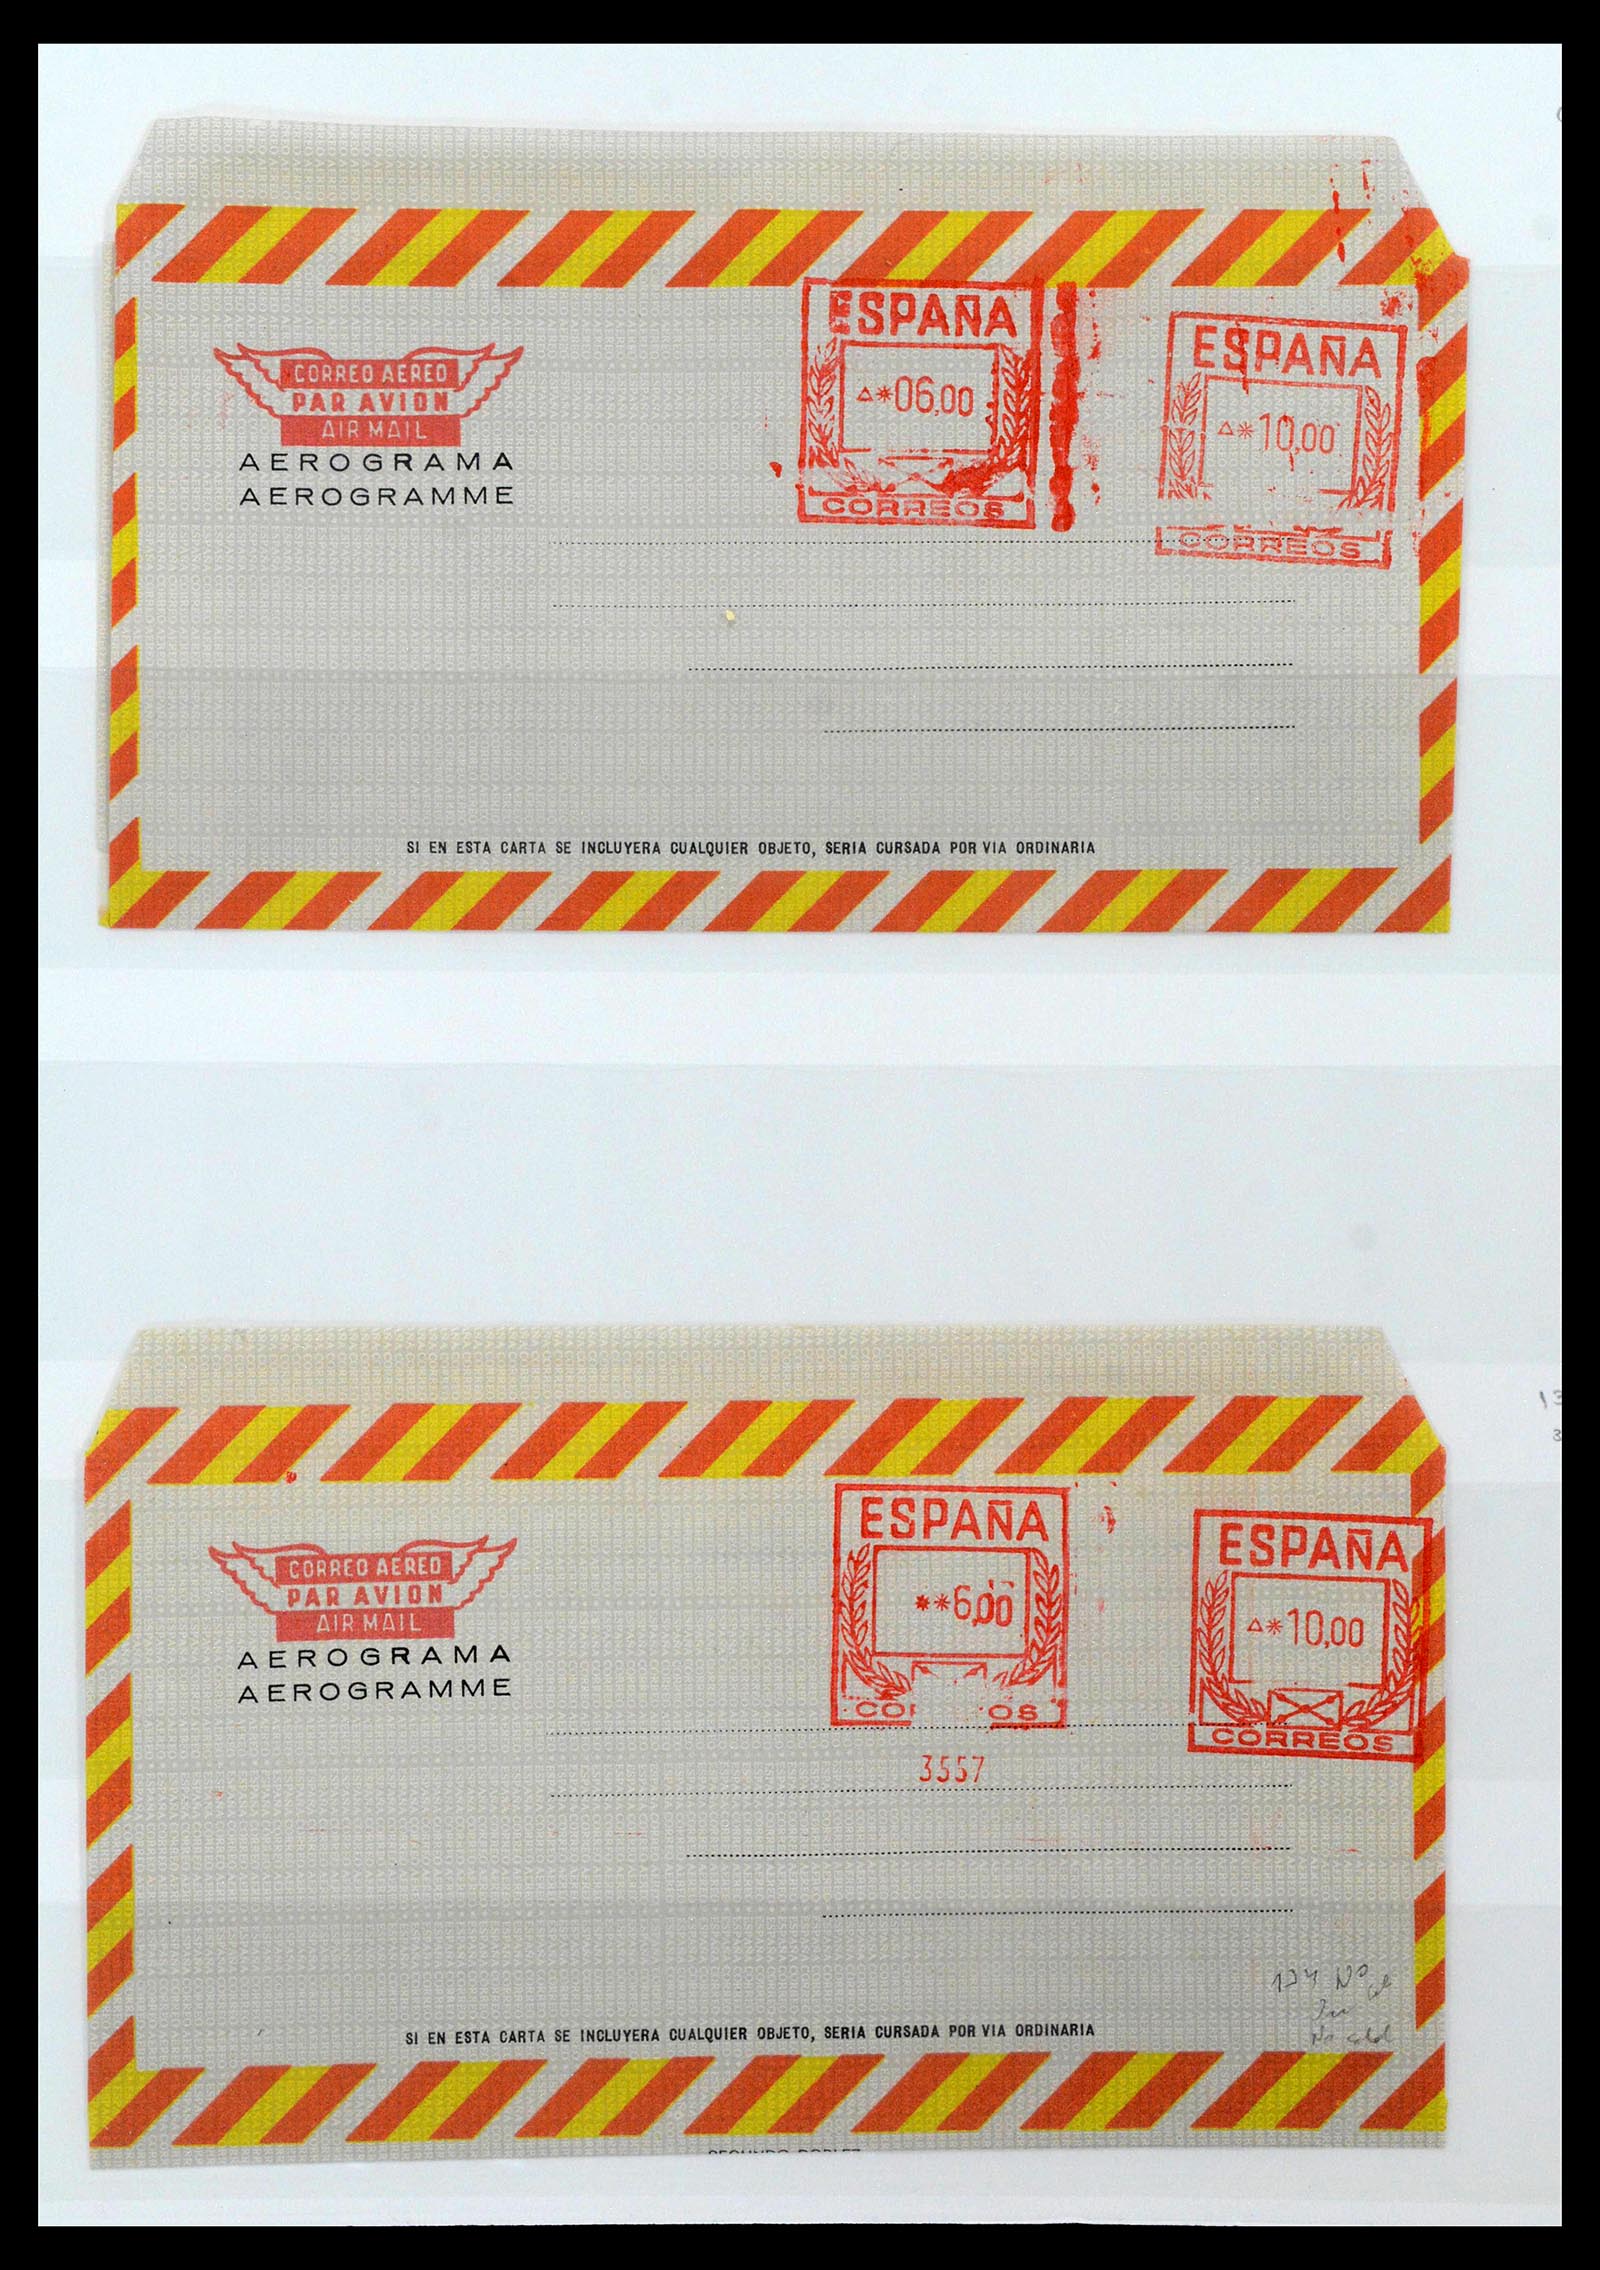 CORREO AEREO
PAR AVION
AIR MAIL
AEROGRAMA
AEROGRAMME
ESPAÑA
△*06,00
CORREOS
ESPAÑA
△*10,00
CORREOS
SI EN ESTA CARTA SE INCLUYERA CUALQUIER OBJETO, SERIA CURSADA POR VIA ORDINARIA
CORREO AEREO
PAR AVION
AIR MAIL
AEROGRAMA
AEROGRAMME
ESPAÑA
**6,00
CO OS
3557
ESPAÑA
△*10,00
CORREOS
SI EN ESTA CARTA SE INCLUYERA CUALQUIER OBJETO, SERIA CURSADA POR VIA ORDINARIA